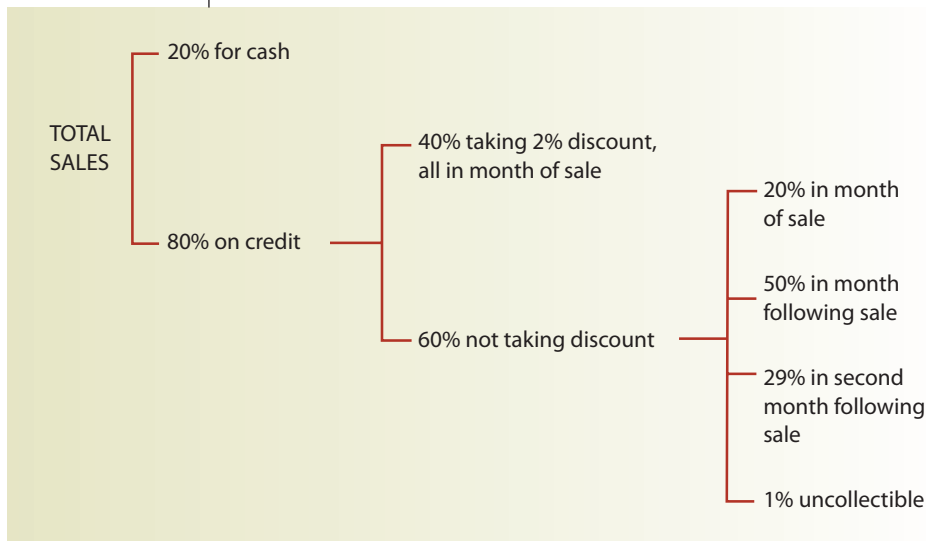 20% for cash
TOTAL
SALES
40% taking 2% discount,
all in month of sale
80% on credit
60% not taking discount
20% in month
of sale
50% in month
following sale
29% in second
month following
sale
1% uncollectible